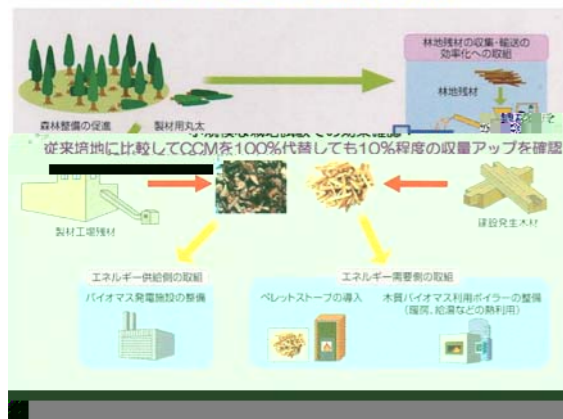 林地残材の収集・輸送の
効率化への取組
林地残材
森林整備の促進
製材用丸太
従来培地に比較してCCMを100%代替しても10%程度の収量アップを確認
製材工場残材
建設発生木材
エネルギー供給側の取組
バイオマス発電施設の整備
エネルギー需要側の取組
ペレットストーブの導入
木質バイオマス利用ボイラーの整備
(暖房、給湯などの熱利用)